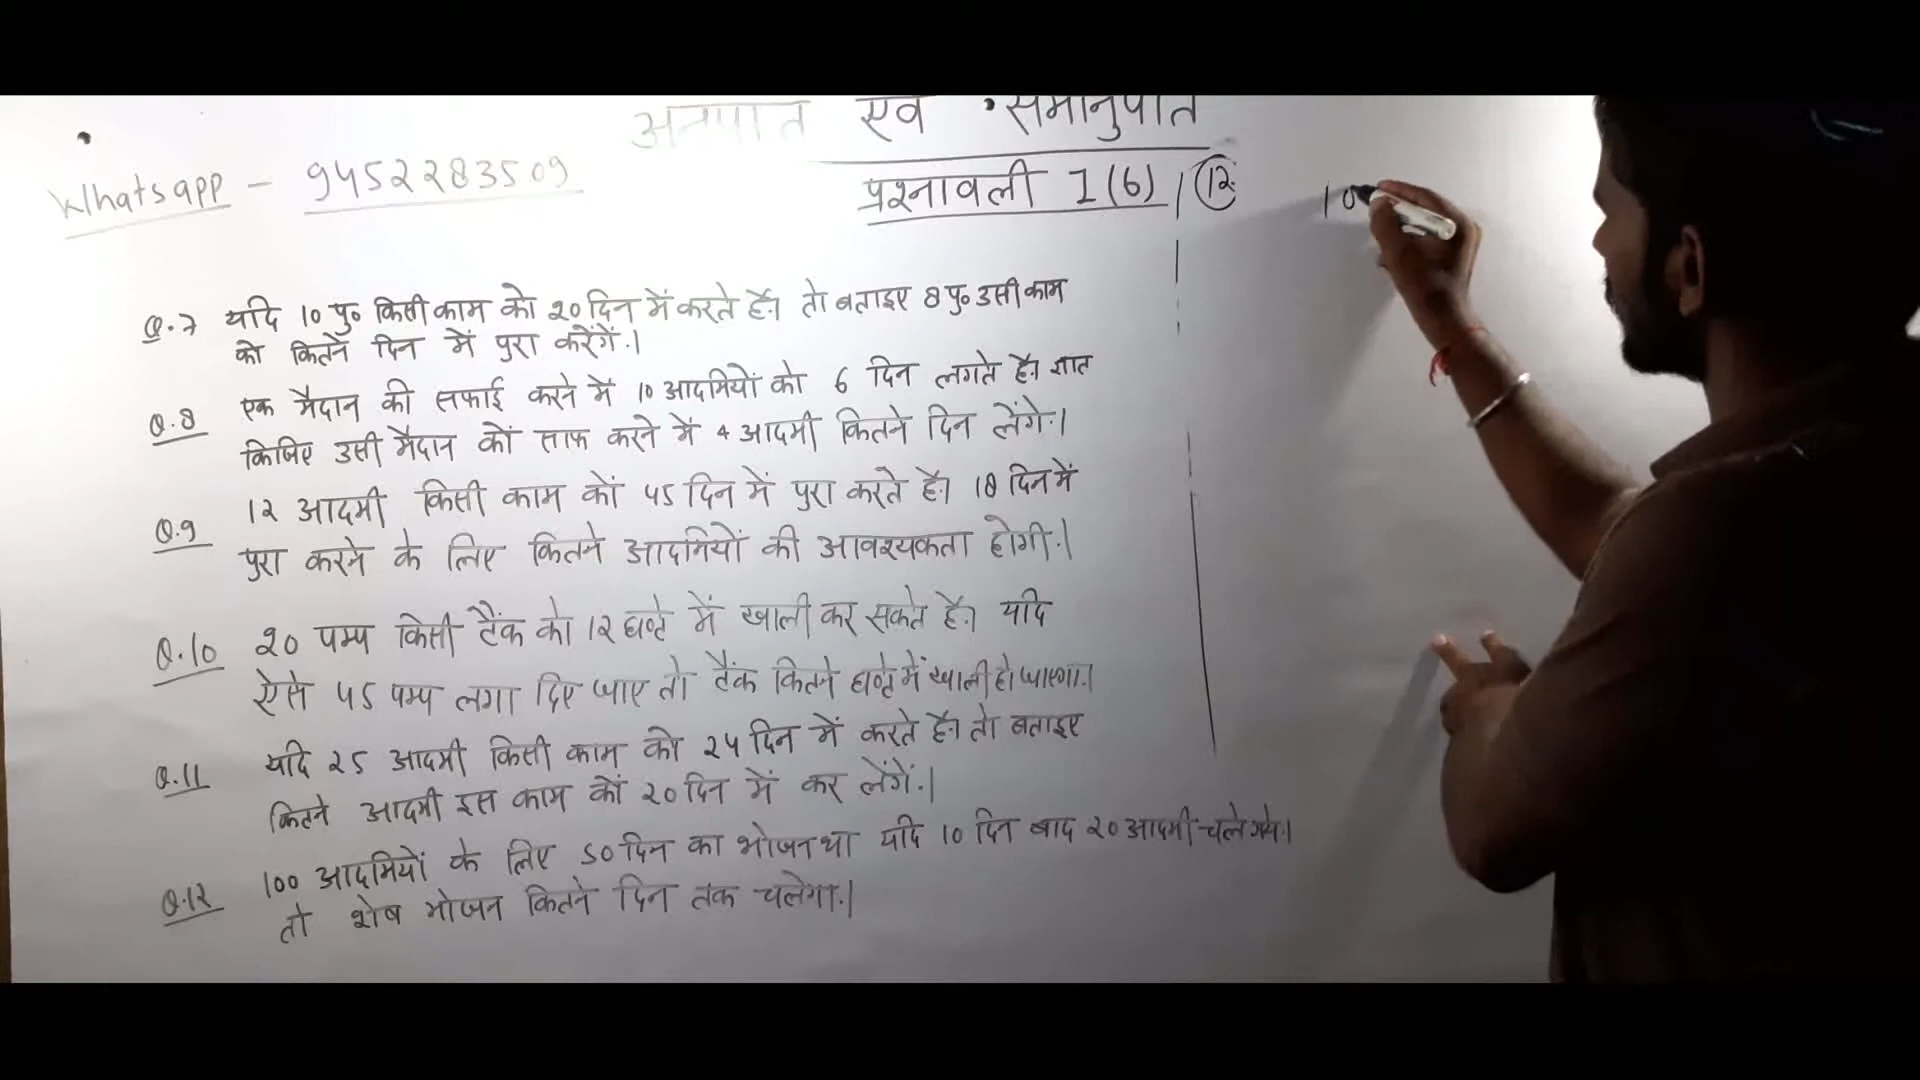 अनुपात एवं समानुपात
Whatsapp - 9452283509
प्रश्नावली 1(6) 12
10
Q.7 यदि 10 पु० किसी काम को 20 दिन में करते हैं। तो बताइए 8 पु० उसी काम
को कितने दिन में पुरा करेंगें।
Q.8 एक मैदान की सफाई करने में 10 आदमियों को 6 दिन लगते है। ज्ञात
किजिए उसी मैदान कों साफ करने में 4 आदमी कितने दिन लेंगे।
Q.9 12 आदमी किसी काम कों 45 दिन में पुरा करते है। 18 दिन में
पुरा करने के लिए कितने आदमियों की आवश्यकता होगी।
Q.10 20 पम्प किसी टैंक को 12 घण्टे में खाली कर सकते है। यदि
ऐसे 45 पम्प लगा दिए जाए तो टैंक कितने घण्टे में खाली हो जाएगा।
Q.11 यदि 25 आदमी किसी काम को 24 दिन में करते है। तो बताइए
कितने आदमी इस काम कों 20 दिन में कर लेंगें।
Q.12 100 आदमियों के लिए 50 दिन का भोजन था यदि 10 दिन बाद 20 आदमी चले गये।
तो शेष भोजन कितने दिन तक चलेगा।